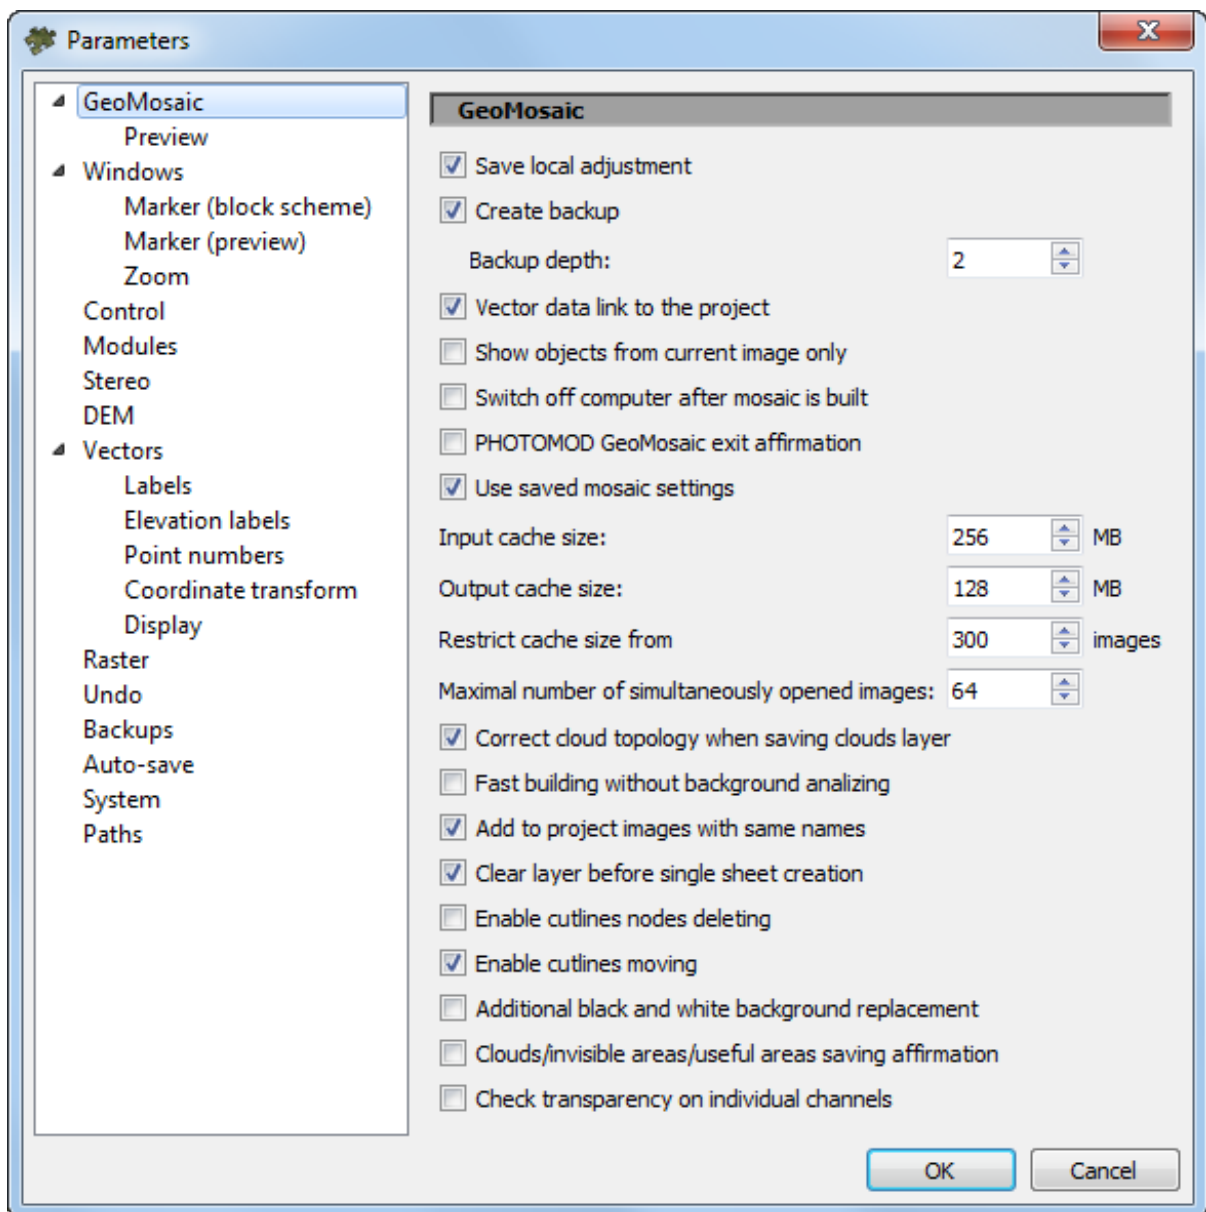 Parameters
GeoMosaic
Preview
Windows
Marker (block scheme)
Marker (preview)
Zoom
Control
Modules
Stereo
DEM
Vectors
Labels
Elevation labels
Point numbers
Coordinate transform
Display
Raster
Undo
Backups
Auto-save
System
Paths
GeoMosaic
Save local adjustment
Create backup
Backup depth: 2
Vector data link to the project
Show objects from current image only
Switch off computer after mosaic is built
PHOTOMOD GeoMosaic exit affirmation
Use saved mosaic settings
Input cache size: 256 MB
Output cache size: 128 MB
Restrict cache size from 300 images
Maximal number of simultaneously opened images: 64
Correct cloud topology when saving clouds layer
Fast building without background analizing
Add to project images with same names
Clear layer before single sheet creation
Enable cutlines nodes deleting
Enable cutlines moving
Additional black and white background replacement
Clouds/invisible areas/useful areas saving affirmation
Check transparency on individual channels
OK Cancel